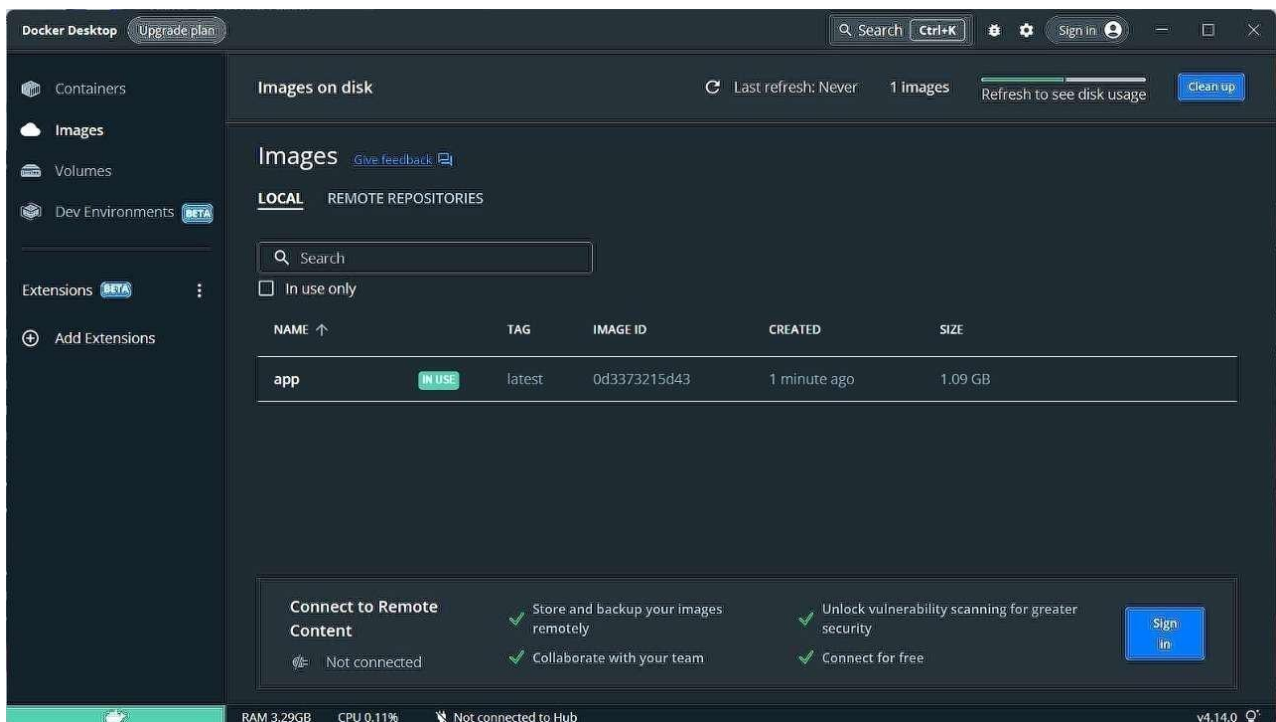 Docker Desktop Upgrade plan Search Ctrl+K Sign in
Containers
Images
Volumes
Dev Environments BETA
Extensions BETA
Add Extensions
Images on disk Last refresh: Never 1 images Refresh to see disk usage Clean up
Images Give feedback
LOCAL REMOTE REPOSITORIES
Search
In use only
NAME TAG IMAGE ID CREATED SIZE
app IN USE latest 0d3373215d43 1 minute ago 1.09 GB
Connect to Remote
Content
Not connected
Store and backup your images
remotely
Collaborate with your team
Unlock vulnerability scanning for greater
security
Connect for free
Sign
in
RAM 3.29GB CPU 0.11% Not connected to Hub v4.14.0